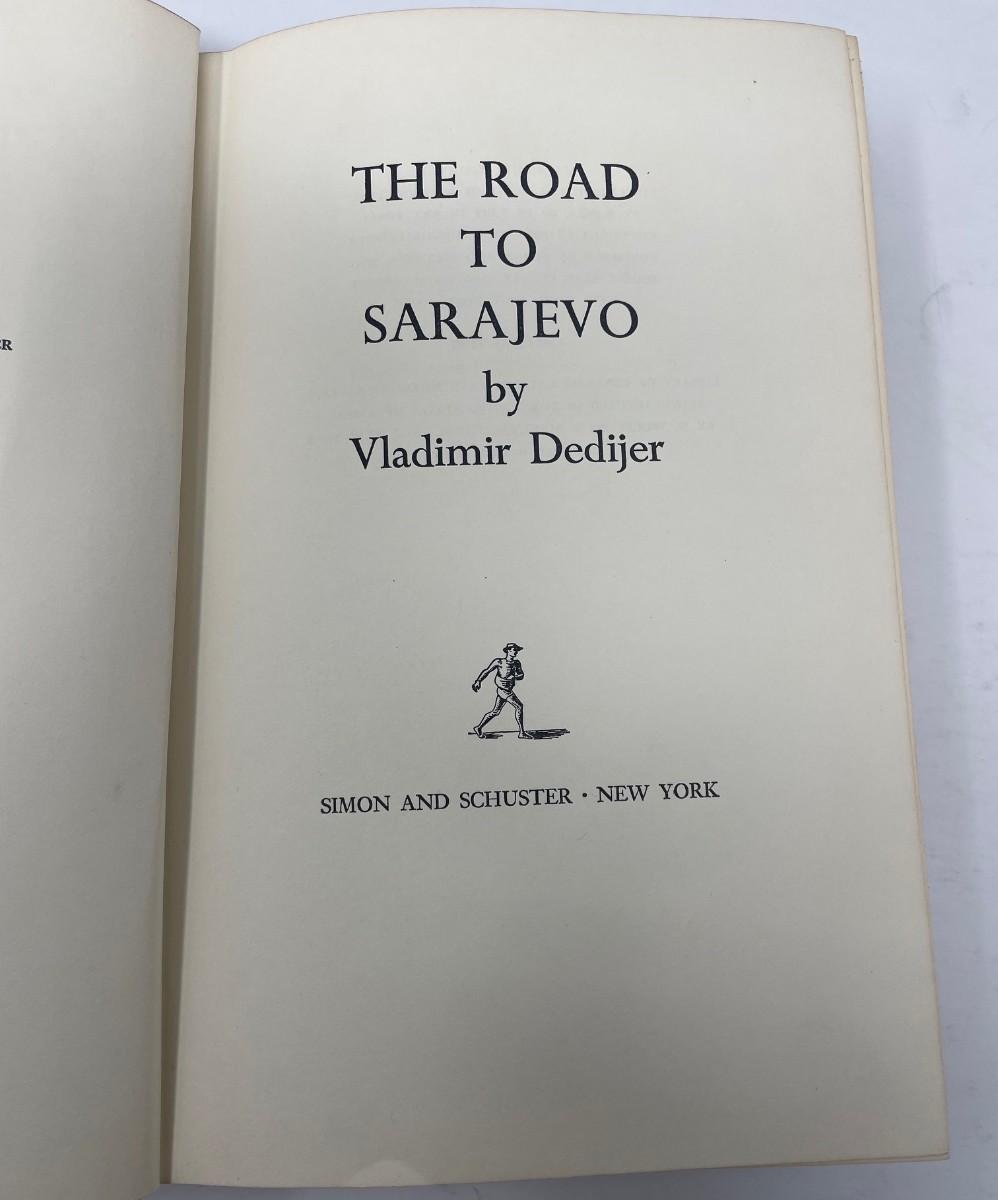 THE ROAD
TO
SARAJEVO
by
Vladimir Dedijer
SIMON AND SCHUSTER · NEW YORK